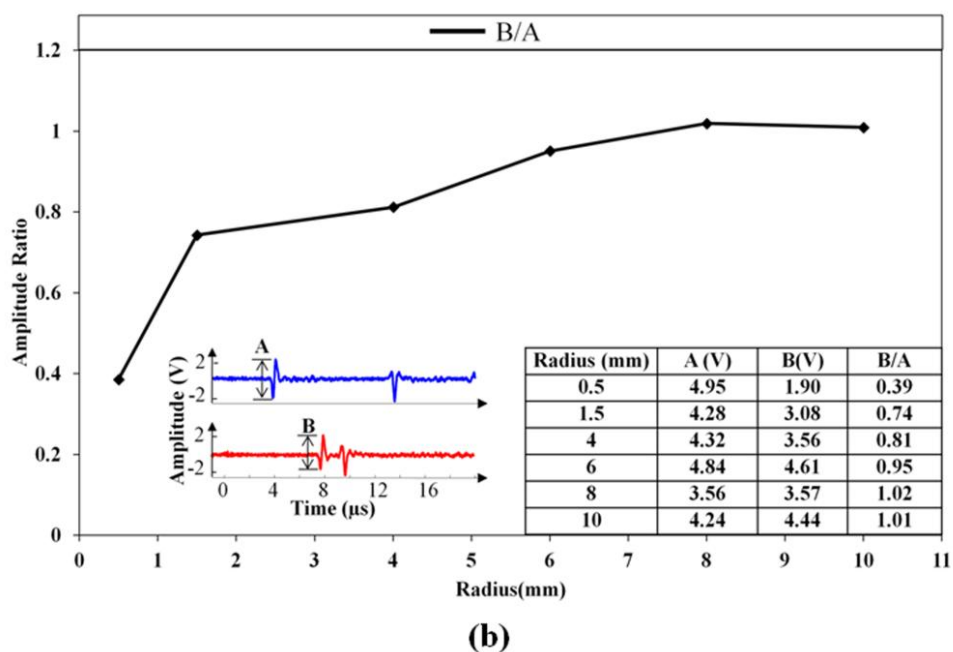 B/A
1.2
1
0.8
0.6
0.4
0.2
0
Amplitude Ratio
0 1 2 3 4 5 6 7 8 9 10 11
Radius(mm)
A
2
-2
B
2
-2
Amplitude (V)
0 4 8 12 16
Time (μs)
Radius (mm) A (V) B(V) B/A
0.5 4.95 1.90 0.39
1.5 4.28 3.08 0.74
4 4.32 3.56 0.81
6 4.84 4.61 0.95
8 3.56 3.57 1.02
10 4.24 4.44 1.01
(b)